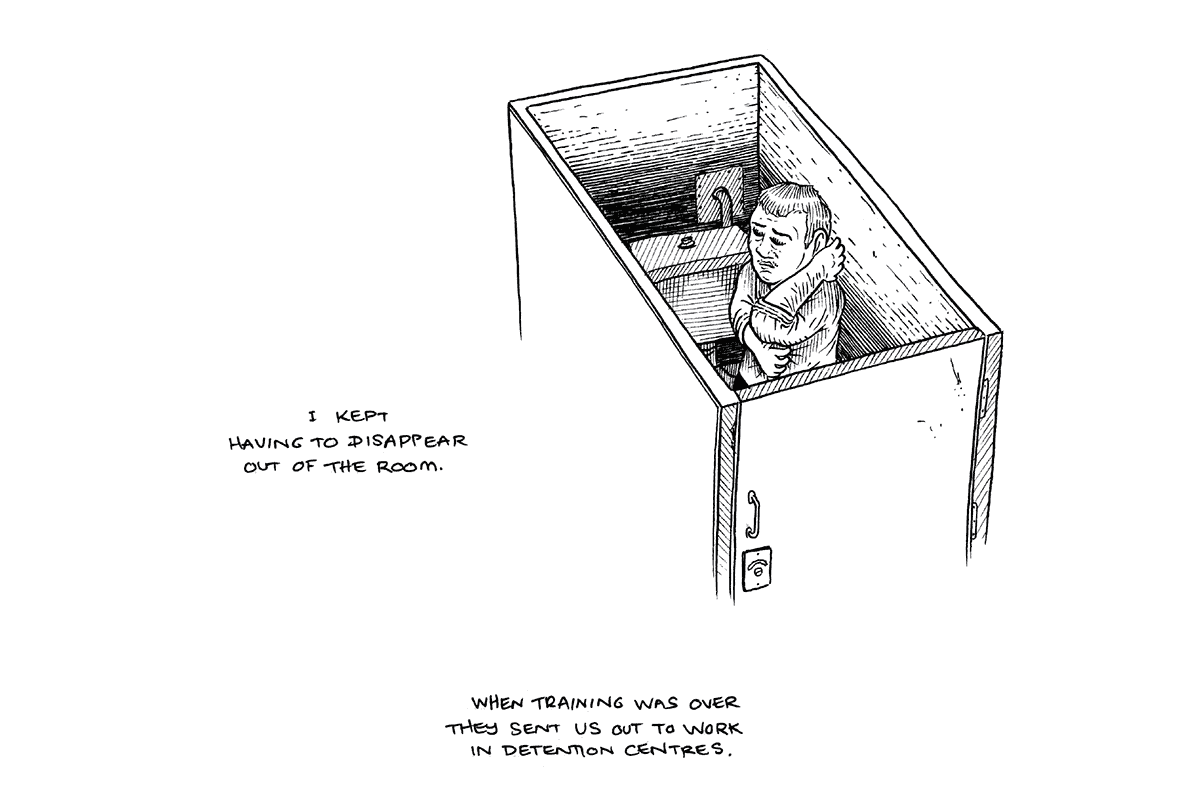 I KEPT
HAVING TO DISAPPEAR
OUT OF THE ROOM.
WHEN TRAINING WAS OVER
THEY SENT US OUT TO WORK
IN DETENTION CENTRES.